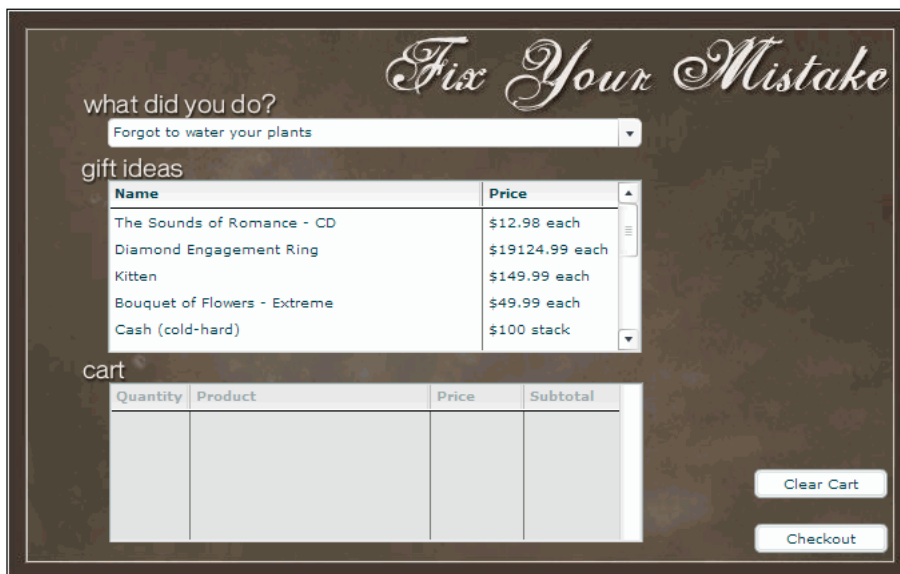 Fix Your Mistake
what did you do?
Forgot to water your plants
gift ideas
Name Price
The Sounds of Romance - CD $12.98 each
Diamond Engagement Ring $19124.99 each
Kitten $149.99 each
Bouquet of Flowers - Extreme $49.99 each
Cash (cold-hard) $100 stack
cart
Quantity Product Price Subtotal
Clear Cart
Checkout